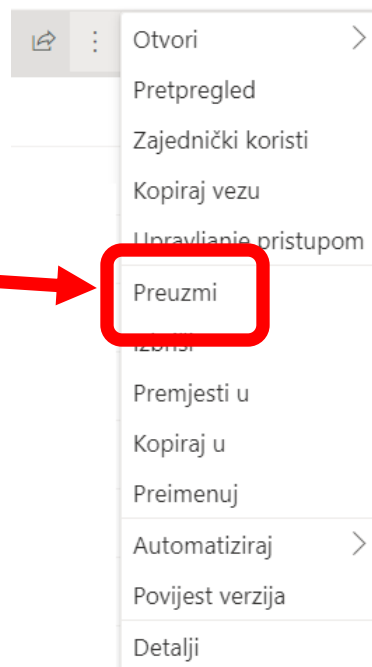 Otvori
Pretpregled
Zajednički koristi
Kopiraj vezu
Upravljanje pristupom
Preuzmi
Izbriši
Premjesti u
Kopiraj u
Preimenuj
Automatiziraj
Povijest verzija
Detalji